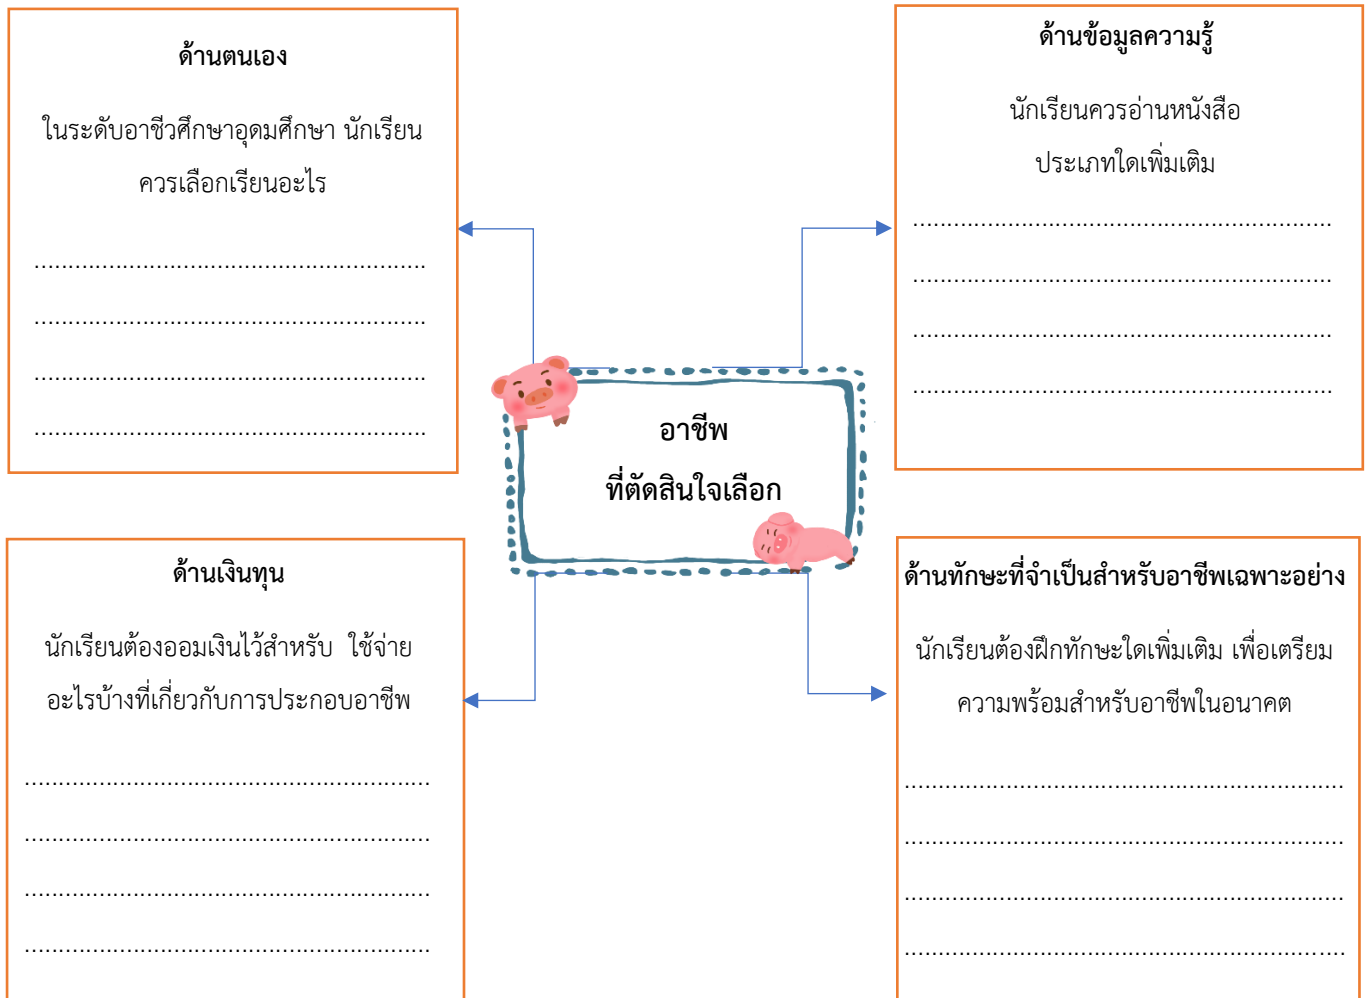 ด้านตนเอง
ในระดับอาชีวศึกษาอุดมศึกษา นักเรียน
ควรเลือกเรียนอะไร
..........................................................
..........................................................
..........................................................
..........................................................
ด้านข้อมูลความรู้
นักเรียนควรอ่านหนังสือ
ประเภทใดเพิ่มเติม
..............................................................
..............................................................
..............................................................
..............................................................
อาชีพ
ที่ตัดสินใจเลือก
ด้านเงินทุน
นักเรียนต้องออมเงินไว้สำหรับ ใช้จ่าย
อะไรบ้างที่เกี่ยวกับการประกอบอาชีพ
............................................................
............................................................
............................................................
............................................................
ด้านทักษะที่จำเป็นสำหรับอาชีพเฉพาะอย่าง
นักเรียนต้องฝึกทักษะใดเพิ่มเติม เพื่อเตรียม
ความพร้อมสำหรับอาชีพในอนาคต
.................................................................
.................................................................
.................................................................
.................................................................